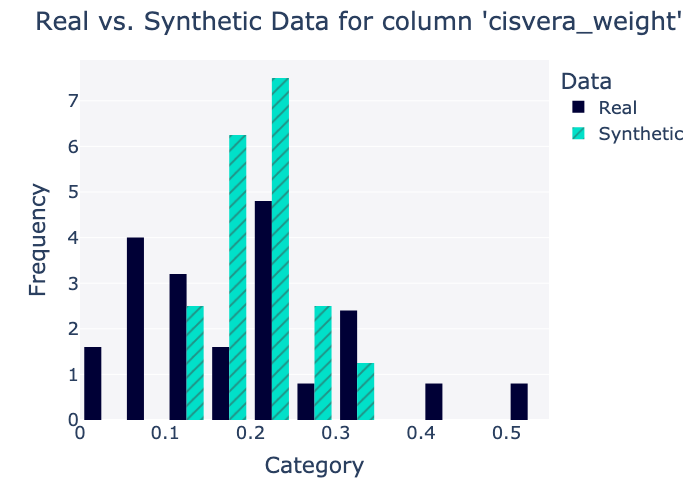 Real vs. Synthetic Data for column 'cisvera_weight'
Data
Real
Synthetic
Frequency
7
6
5
4
3
2
1
0
0
0.1
0.2
0.3
0.4
0.5
Category